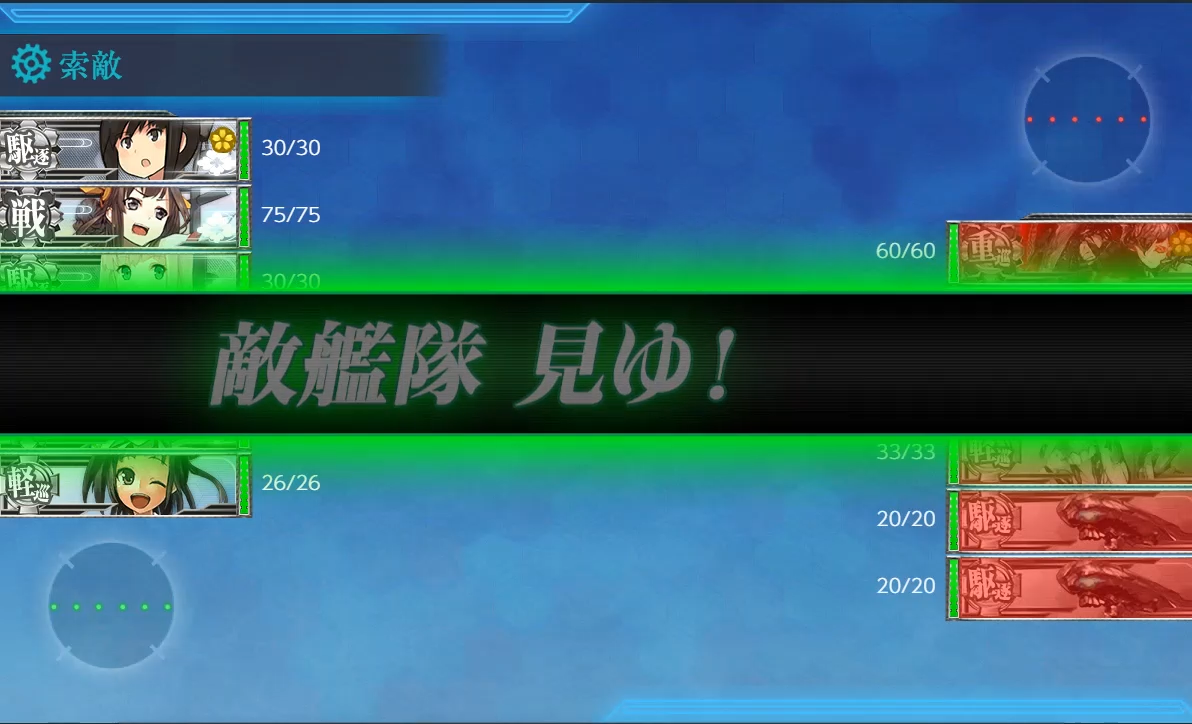 索敵
駆逐 30/30
戦 75/75
駆 30/30
重巡 60/60
敵艦隊 見ゆ!
軽巡 26/26
軽巡 33/33
駆逐 20/20
駆逐 20/20